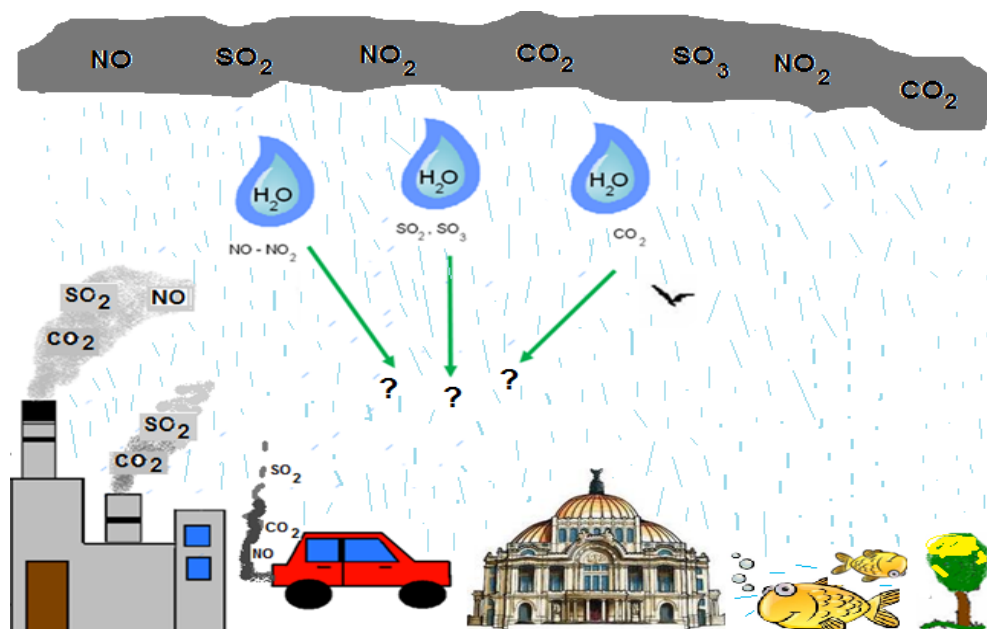 NO SO₂ NO₂ CO₂ SO₃ NO₂ CO₂
H₂O H₂O H₂O
NO - NO₂ SO₂ , SO₃ CO₂
SO₂ NO
CO₂
? ? ?
SO₂
CO₂
SO₂
CO₂
NO